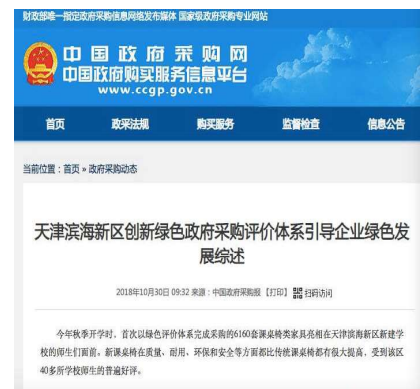 财政部唯一指定政府采购信息网络发布媒体 国家级政府采购专业网站
中国政府采购网
中国政府购买服务信息平台
www.ccgp.gov.cn
首页 政采法规 购买服务 监督检查 信息公告
当前位置：首页 » 政府采购动态
天津滨海新区创新绿色政府采购评价体系引导企业绿色发
展综述
2018年10月30日 09:32 来源：中国政府采购报 【打印】 扫码访问
今年秋季开学时，首次以绿色评价体系完成采购的6160套课桌椅类家具亮相在天津滨海新区新建学
校的师生们面前。新课桌椅在质量、耐用、环保和安全等方面都比传统课桌椅都有很大提高，受到该区
40多所学校师生的普遍好评。